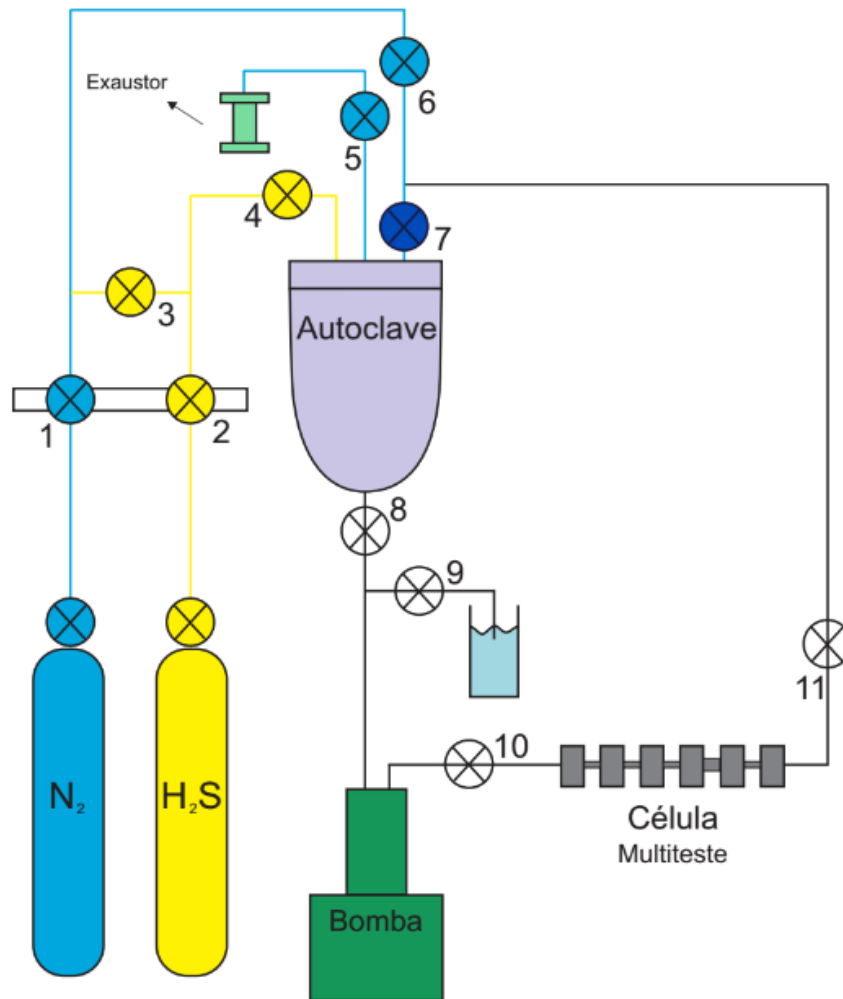 6
Exaustor
5
4
7
3
Autoclave
1
2
8
9
11
10
N₂
H₂S
Célula
Multiteste
Bomba